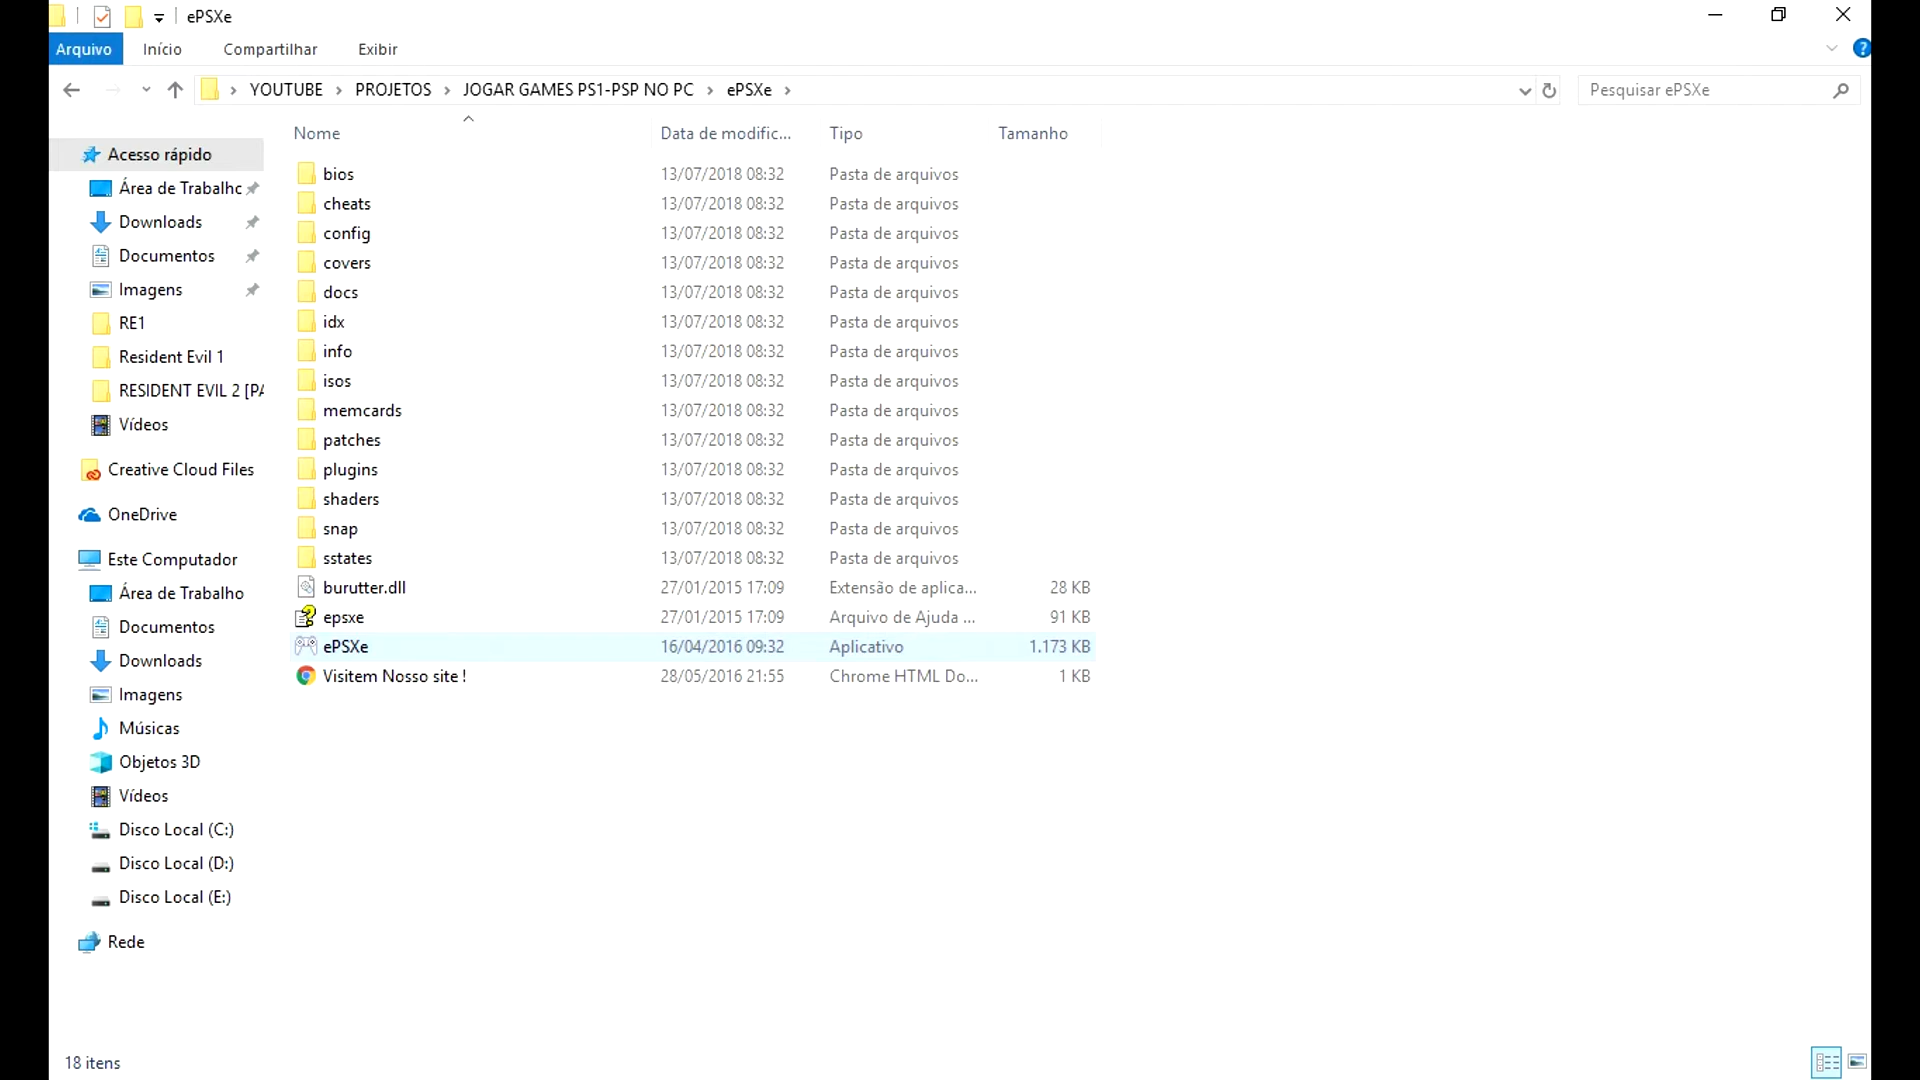 ePSXe
Arquivo Início Compartilhar Exibir
YOUTUBE PROJETOS JOGAR GAMES PS1-PSP NO PC ePSXe Pesquisar ePSXe
Nome Data de modific... Tipo Tamanho
Acesso rápido
Área de Trabalho
Downloads
Documentos
Imagens
RE1
Resident Evil 1
RESIDENT EVIL 2 [PA
Vídeos
Creative Cloud Files
OneDrive
Este Computador
Área de Trabalho
Documentos
Downloads
Imagens
Músicas
Objetos 3D
Vídeos
Disco Local (C:)
Disco Local (D:)
Disco Local (E:)
Rede
bios 13/07/2018 08:32 Pasta de arquivos
cheats 13/07/2018 08:32 Pasta de arquivos
config 13/07/2018 08:32 Pasta de arquivos
covers 13/07/2018 08:32 Pasta de arquivos
docs 13/07/2018 08:32 Pasta de arquivos
idx 13/07/2018 08:32 Pasta de arquivos
info 13/07/2018 08:32 Pasta de arquivos
isos 13/07/2018 08:32 Pasta de arquivos
memcards 13/07/2018 08:32 Pasta de arquivos
patches 13/07/2018 08:32 Pasta de arquivos
plugins 13/07/2018 08:32 Pasta de arquivos
shaders 13/07/2018 08:32 Pasta de arquivos
snap 13/07/2018 08:32 Pasta de arquivos
sstates 13/07/2018 08:32 Pasta de arquivos
burutter.dll 27/01/2015 17:09 Extensão de aplica... 28 KB
epsxe 27/01/2015 17:09 Arquivo de Ajuda ... 91 KB
ePSXe 16/04/2016 09:32 Aplicativo 1.173 KB
Visitem Nosso site ! 28/05/2016 21:55 Chrome HTML Do... 1 KB
18 itens